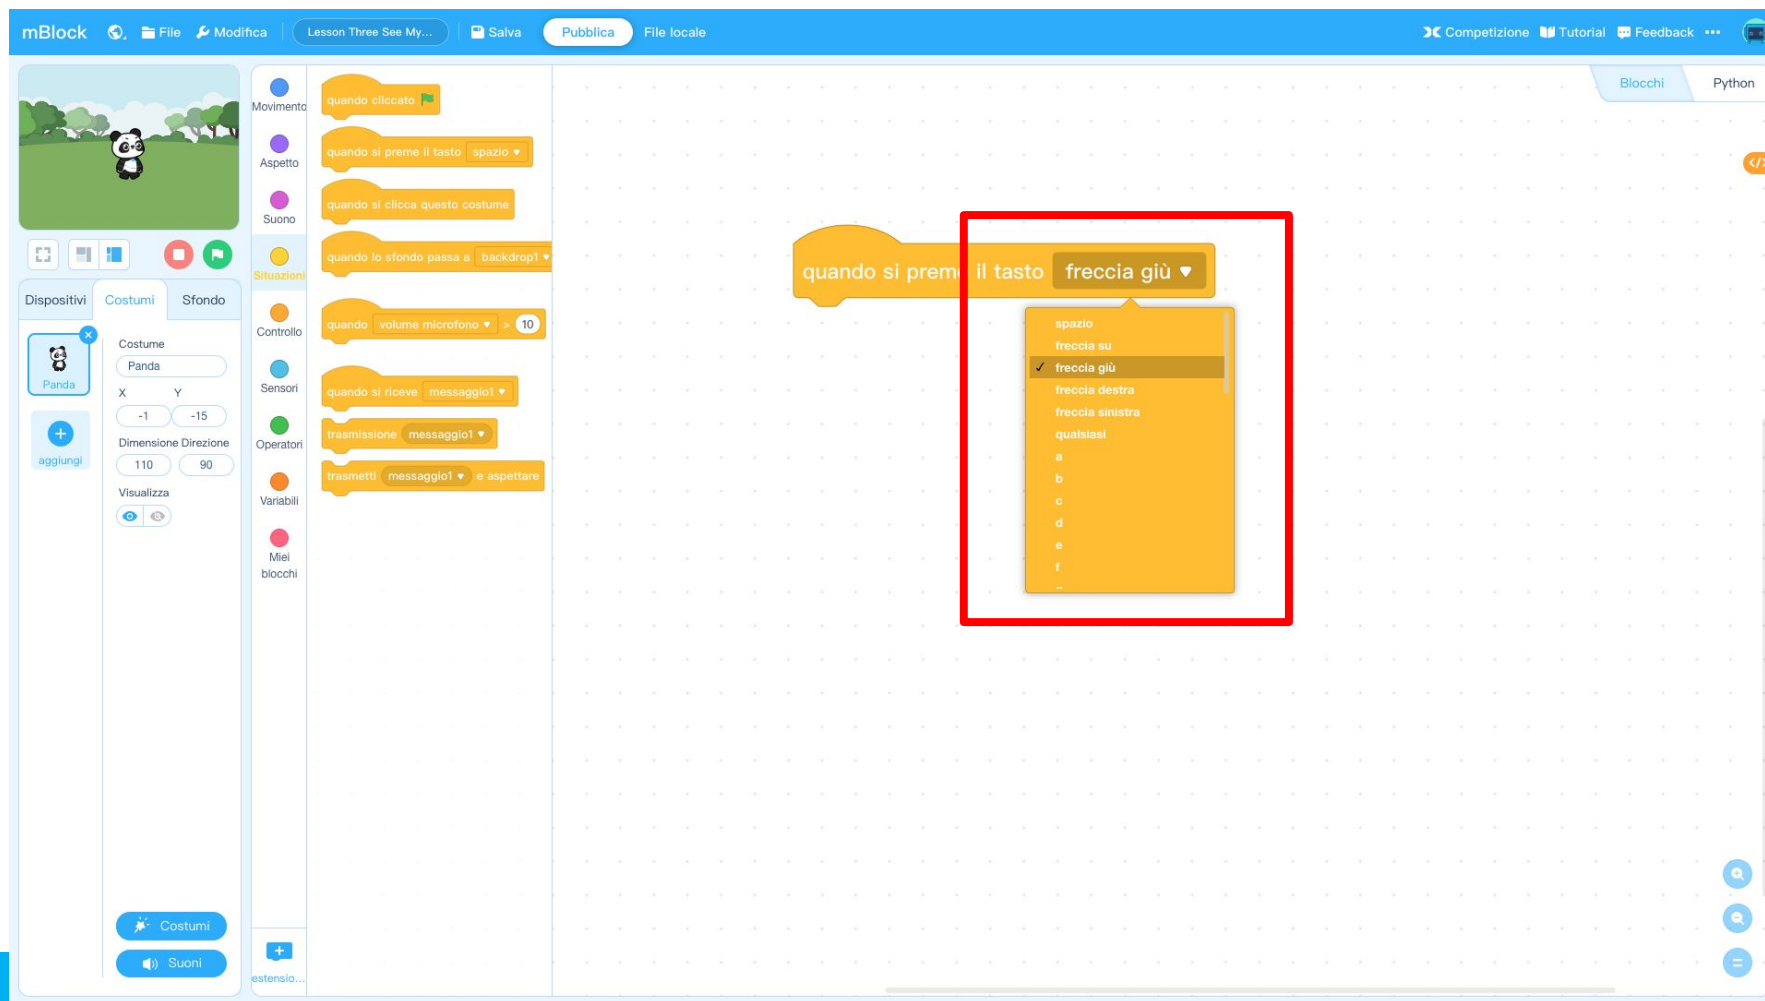 mBlock File Modifica Lesson Three See My... Salva Pubblica File locale Competizione Tutorial Feedback
Blocchi Python
Movimento
Aspetto
Suono
Situazioni
Controllo
Sensori
Operatori
Variabili
Miei
blocchi
estensio...
quando cliccato
quando si preme il tasto spazio
quando si clicca questo costume
quando lo sfondo passa a backdrop1
quando volume microfono > 10
quando si riceve messaggio1
trasmissione messaggio1
trasmetti messaggio1 e aspettare
quando si preme il tasto freccia giù
spazio
freccia su
✓ freccia giù
freccia destra
freccia sinistra
qualsiasi
a
b
c
d
e
f
Dispositivi Costumi Sfondo
Panda
aggiungi
Costume
Panda
X Y
-1 -15
Dimensione Direzione
110 90
Visualizza
Costumi
Suoni